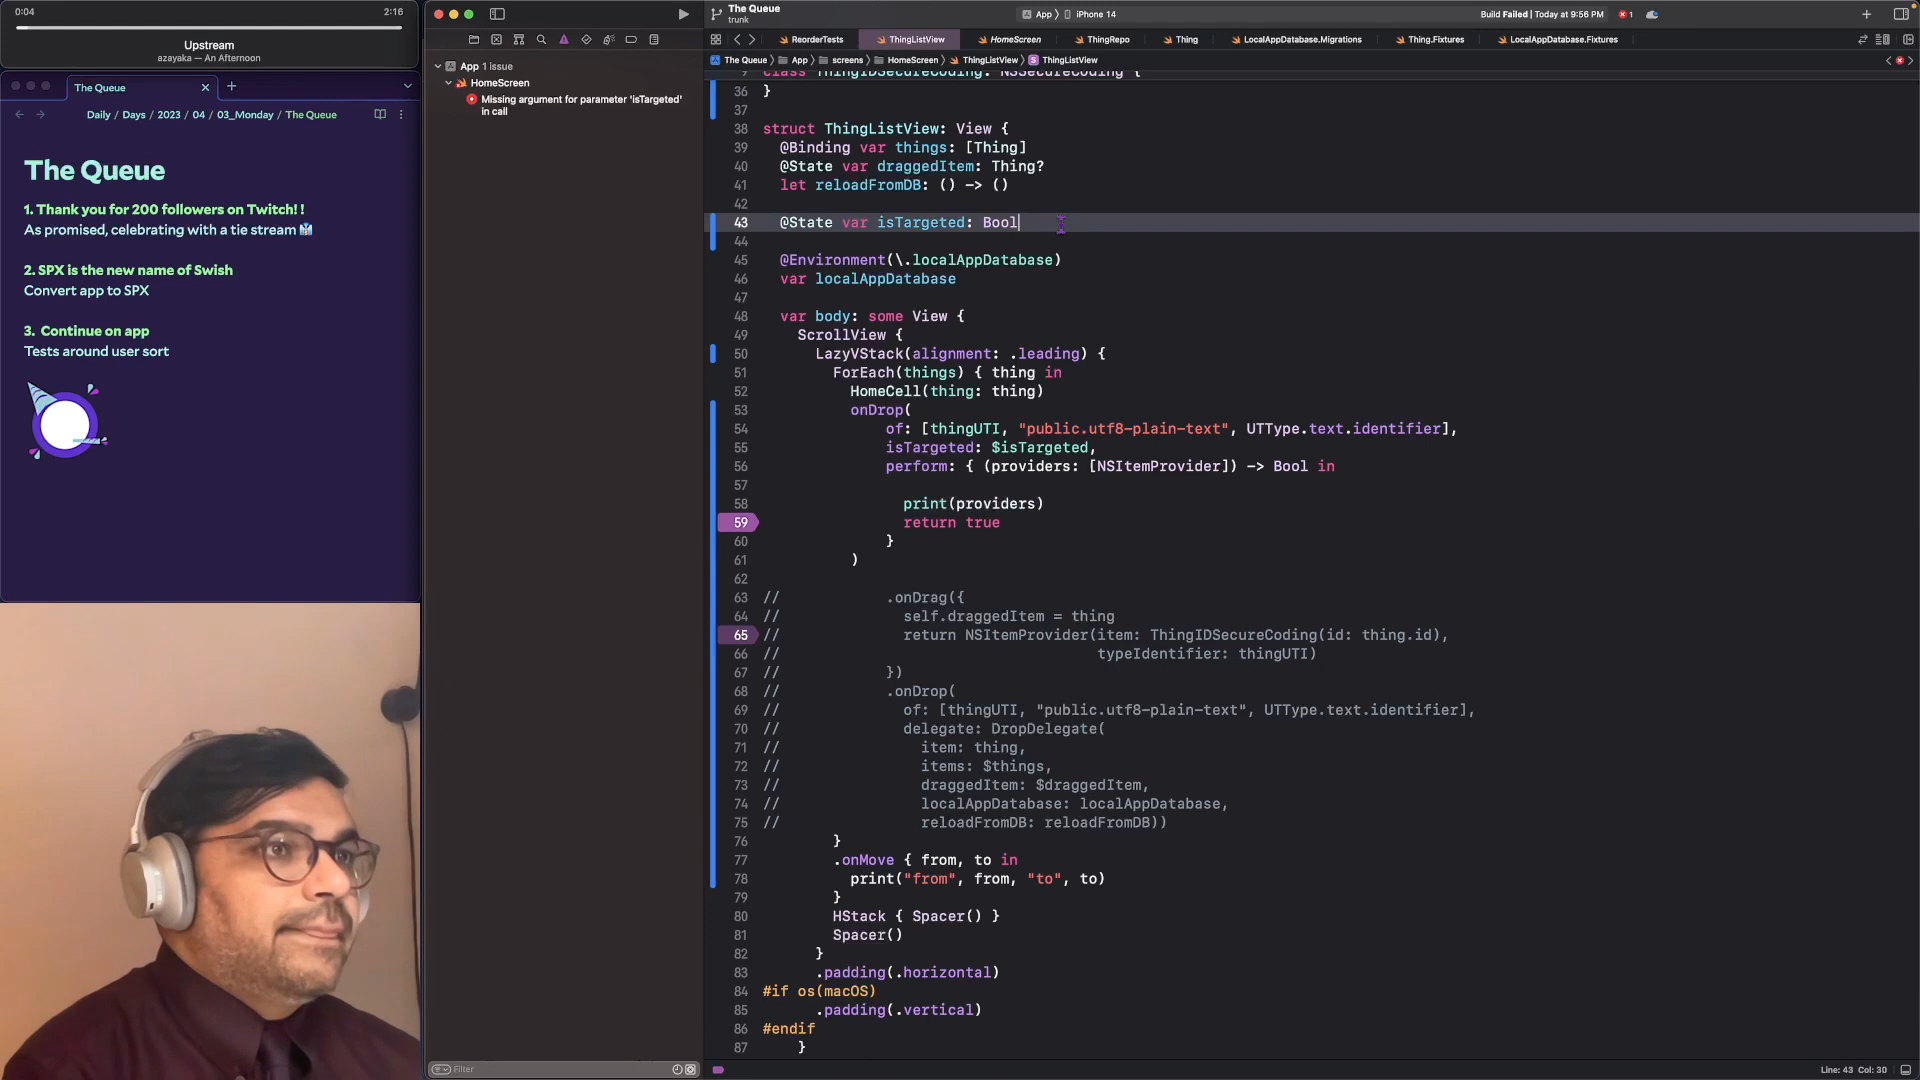 0:04
2:16
Upstream
azayaka — An Afternoon
The Queue
Daily / Days / 2023 / 04 / 03_Monday / The Queue
The Queue
1. Thank you for 200 followers on Twitch! !
As promised, celebrating with a tie stream
2. SPX is the new name of Swish
Convert app to SPX
3. Continue on app
Tests around user sort
App 1 issue
HomeScreen
Missing argument for parameter 'isTargeted'
in call
Filter
The Queue
trunk
App
iPhone 14
Build Failed | Today at 9:56 PM
1
ReorderTests
ThingListView
HomeScreen
ThingRepo
Thing
LocalAppDatabase.Migrations
Thing.Fixtures
LocalAppDatabase.Fixtures
The Queue
App
screens
HomeScreen
ThingListView
ThingListView
9 class ThingIDSecureCoding: NSSecureCoding {
36 }
37
38 struct ThingListView: View {
39 @Binding var things: [Thing]
40 @State var draggedItem: Thing?
41 let reloadFromDB: () -> ()
42
43 @State var isTargeted: Bool
44
45 @Environment(\.localAppDatabase)
46 var localAppDatabase
47
48 var body: some View {
49 ScrollView {
50 LazyVStack(alignment: .leading) {
51 ForEach(things) { thing in
52 HomeCell(thing: thing)
53 onDrop(
54 of: [thingUTI, "public.utf8-plain-text", UTType.text.identifier],
55 isTargeted: $isTargeted,
56 perform: { (providers: [NSItemProvider]) -> Bool in
57
58 print(providers)
59 return true
60 }
61 )
62
63 // .onDrag({
64 // self.draggedItem = thing
65 // return NSItemProvider(item: ThingIDSecureCoding(id: thing.id),
66 // typeIdentifier: thingUTI)
67 // })
68 // .onDrop(
69 // of: [thingUTI, "public.utf8-plain-text", UTType.text.identifier],
70 // delegate: DropDelegate(
71 // item: thing,
72 // items: $things,
73 // draggedItem: $draggedItem,
74 // localAppDatabase: localAppDatabase,
75 // reloadFromDB: reloadFromDB))
76 }
77 .onMove { from, to in
78 print("from", from, "to", to)
79 }
80 HStack { Spacer() }
81 Spacer()
82 }
83 .padding(.horizontal)
84 #if os(macOS)
85 .padding(.vertical)
86 #endif
87 }
Line: 43 Col: 30